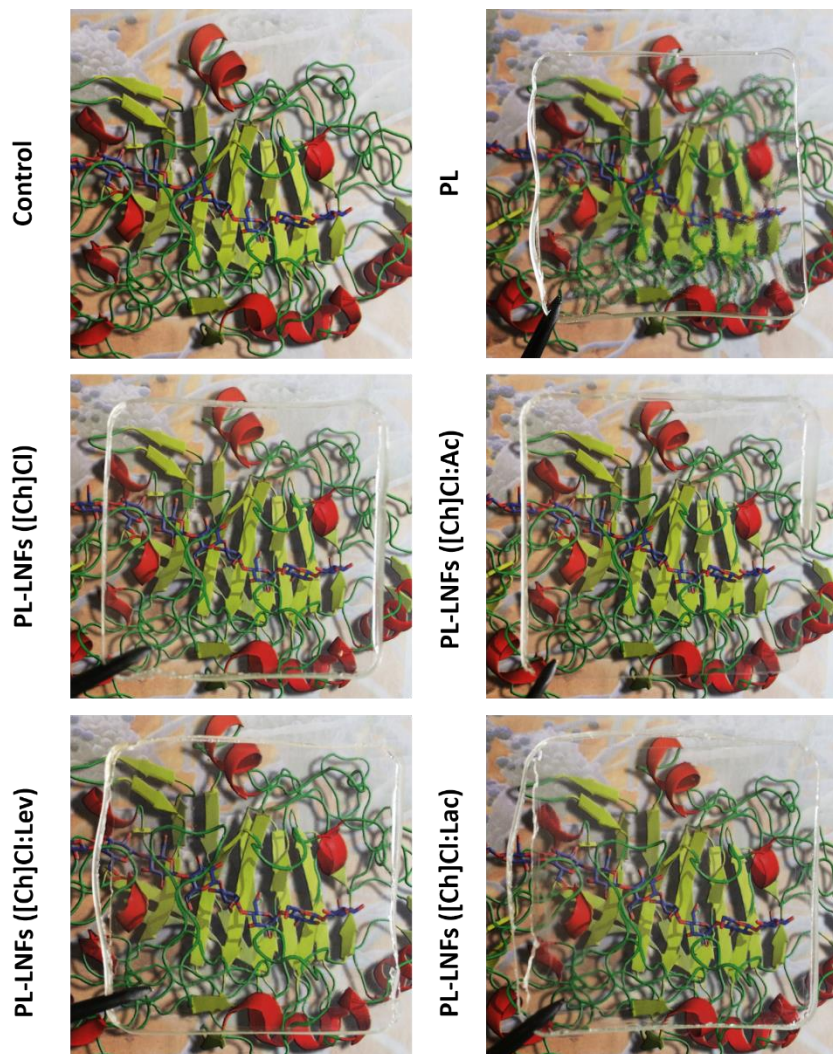 Control
PL
PL-LNFs ([Ch]Cl)
PL-LNFs ([Ch]Cl:Ac)
PL-LNFs ([Ch]Cl:Lev)
PL-LNFs ([Ch]Cl:Lac)